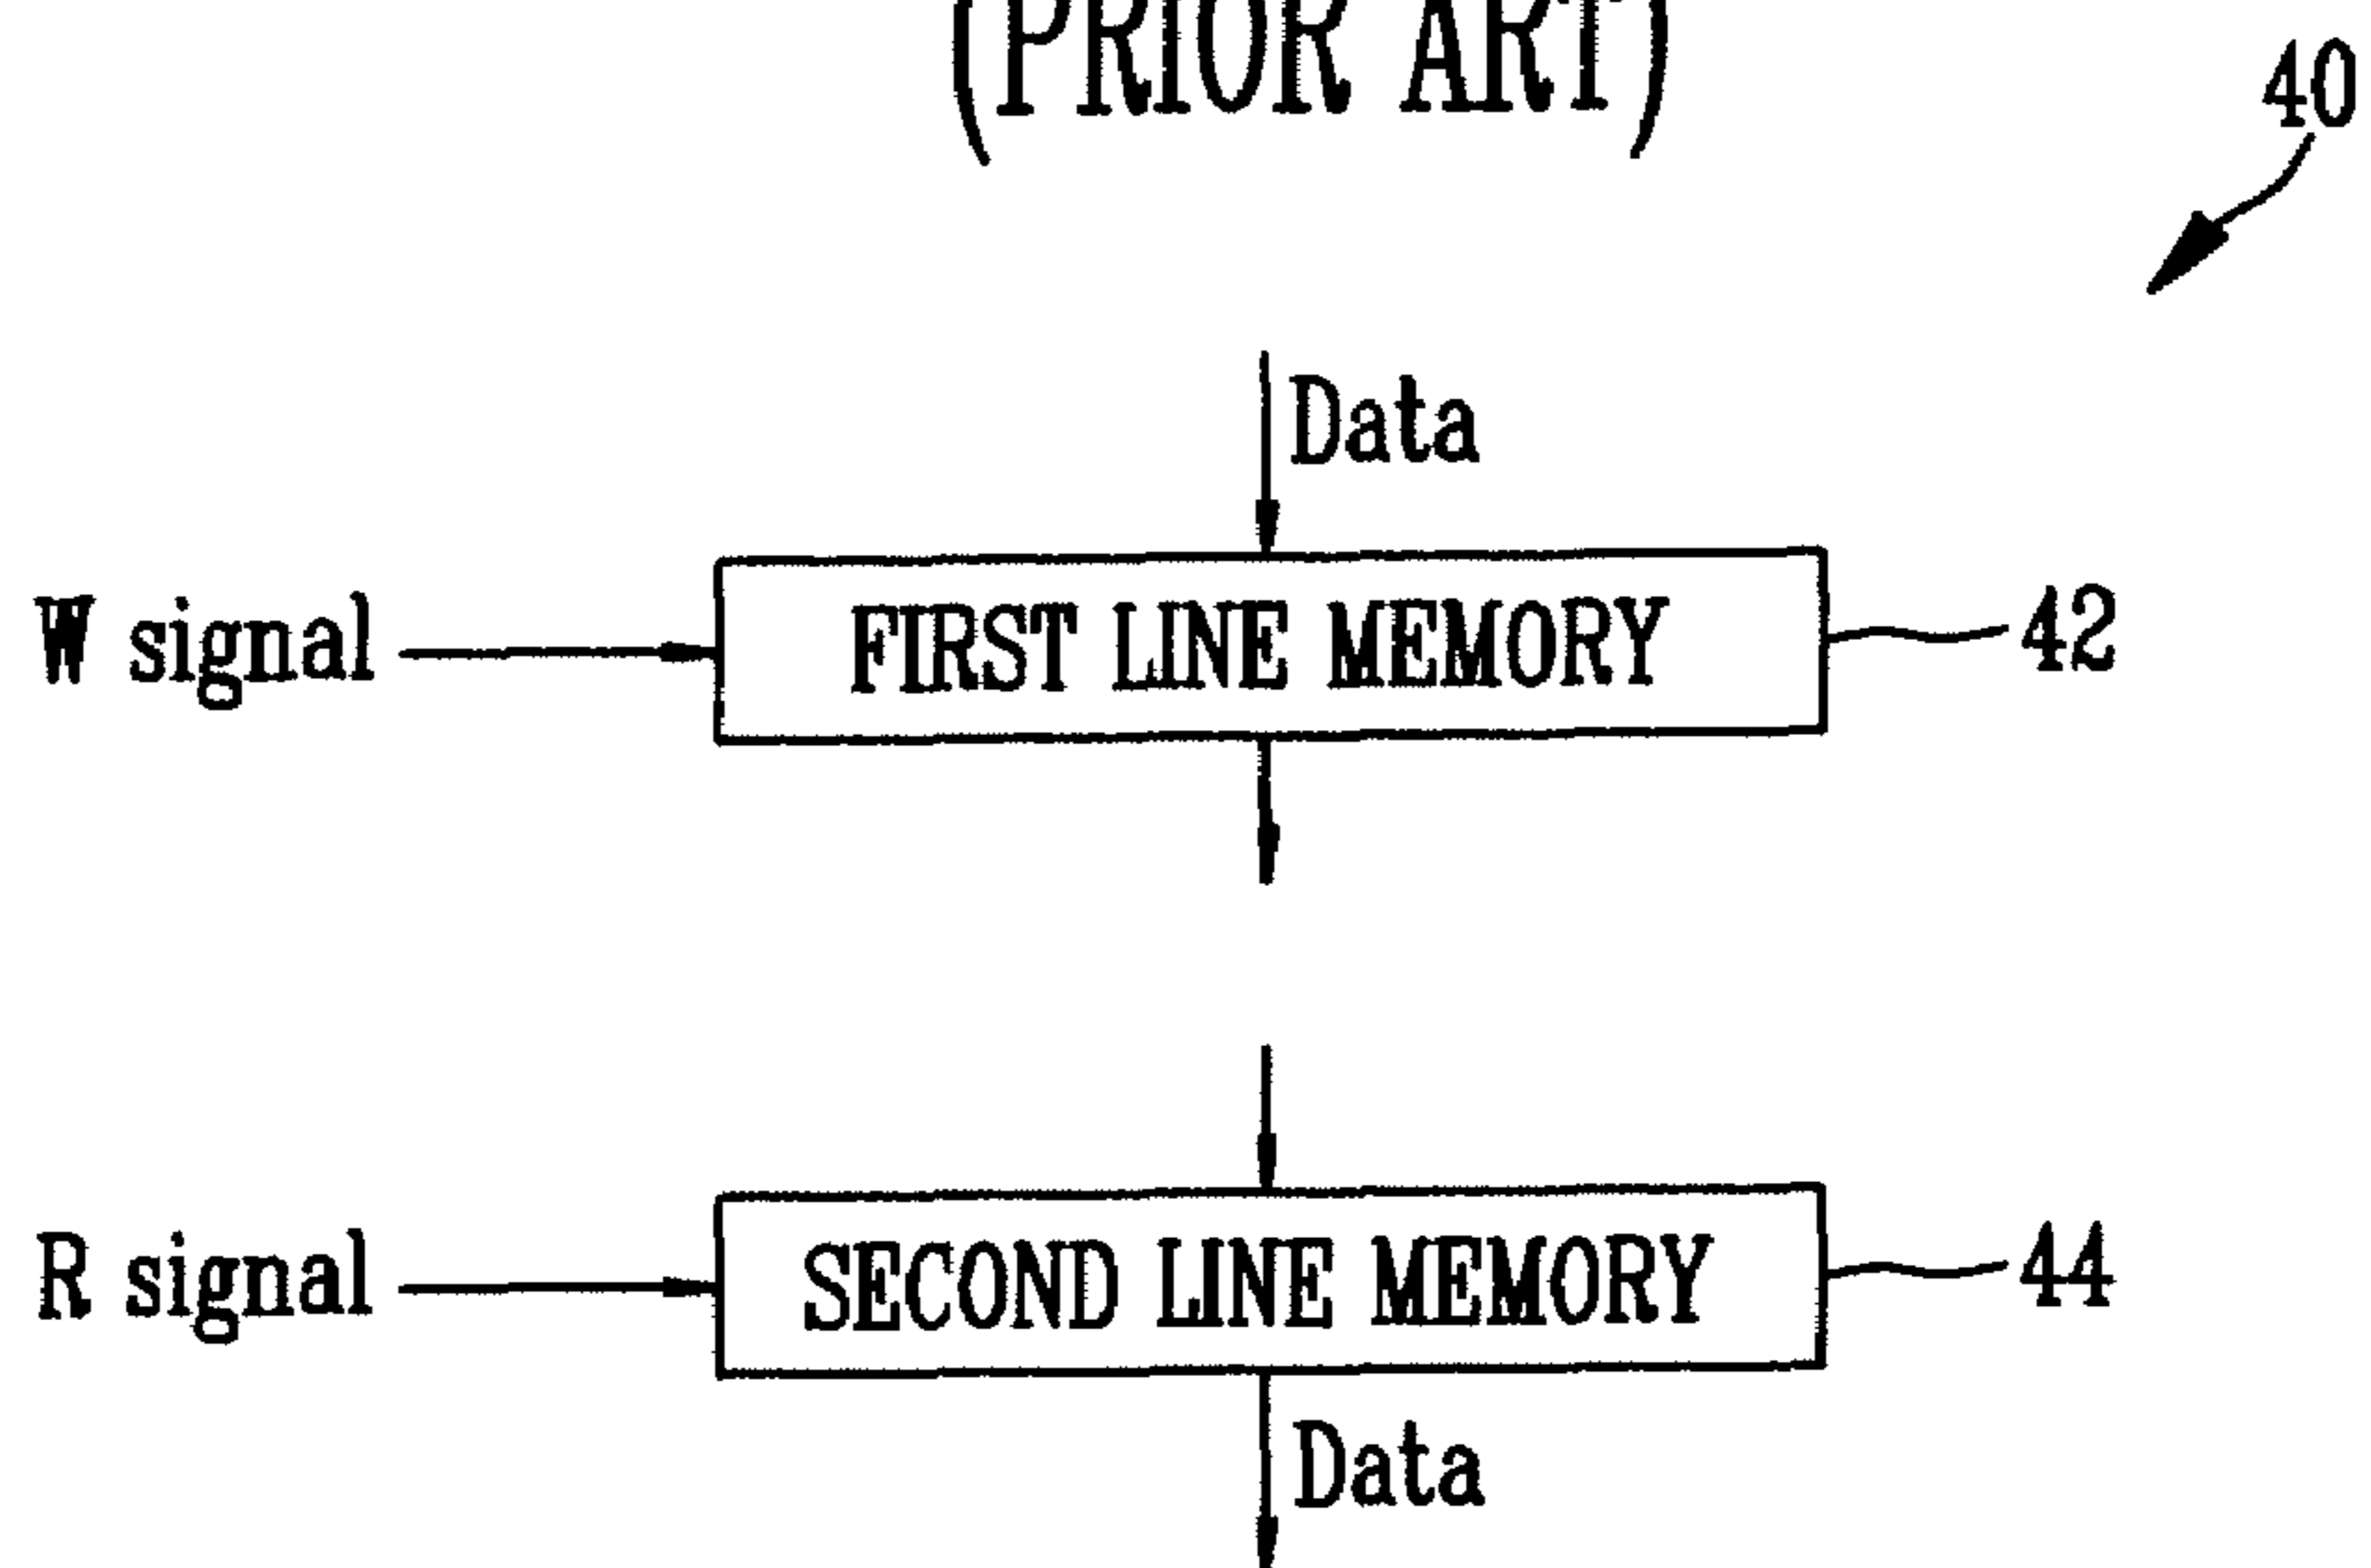 (PRIOR ART)
40
Data
W signal
FIRST LINE MEMORY
42
R signal
SECOND LINE MEMORY
44
Data